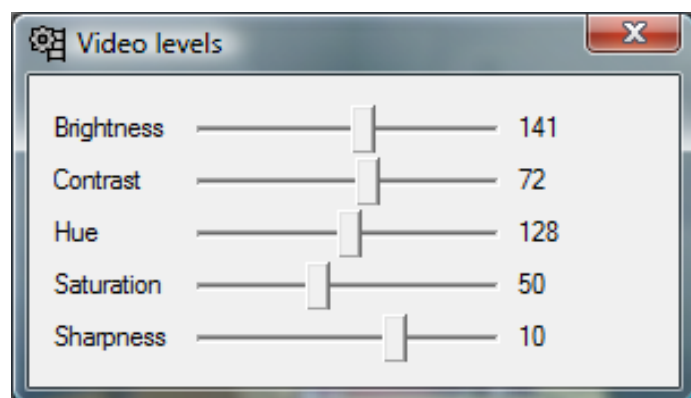 Video levels
Brightness 141
Contrast 72
Hue 128
Saturation 50
Sharpness 10